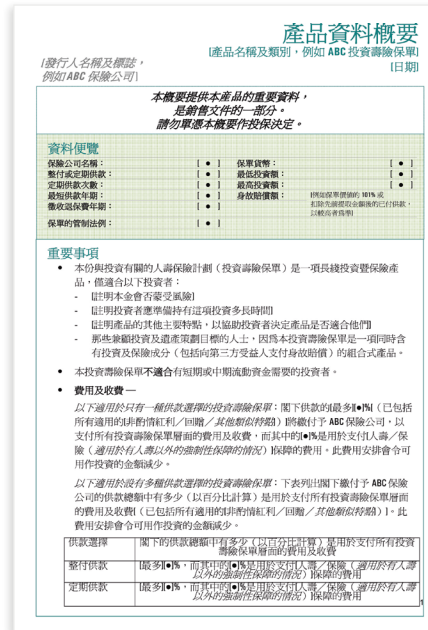 產品資料概要
[產品名稱及類別，例如 ABC 投資壽險保單]
[日期]
[發行人名稱及標誌，
例如 ABC 保險公司]
本概要提供本產品的重要資料，
是銷售文件的一部分。
請勿單憑本概要作投保決定。
資料便覽
保險公司名稱： [ ● ] 保單貨幣： [ ● ]
整付或定期供款： [ ● ] 最低投資額： [ ● ]
定期供款次數： [ ● ] 最高投資額： [ ● ]
最短供款年期： [ ● ] 身故賠償額： [例如保單價值的 101% 或
徵收退保費年期： [ ● ] 扣除先前提取金額後的已付供款，
以較高者為準]
保單的管制法例： [ ● ]
重要事項
• 本份與投資有關的人壽保險計劃（投資壽險保單）是一項長綫投資暨保險產
品，僅適合以下投資者：
- [註明本金會否蒙受風險]
- [註明投資者應準備持有這項投資多長時間]
- [註明產品的其他主要特點，以協助投資者決定產品是否適合他們]
- 那些兼顧投資及遺產策劃目標的人士，因為本投資壽險保單是一項同時含
有投資及保險成分（包括向第三方受益人支付身故賠償）的組合式產品。
• 本投資壽險保單不適合有短期或中期流動資金需要的投資者。
• 費用及收費 —
以下適用於只有一種供款選擇的投資壽險保單：閣下供款的[最多][●]%[（已包括
所有適用的[非酌情紅利／回贈／其他類似特點]）]將繳付予 ABC 保險公司，以
支付所有投資壽險保單層面的費用及收費，而其中的[●]%是用於支付[人壽／保
險（適用於有人壽以外的強制性保障的情況）]保障的費用。此費用安排會令可
用作投資的金額減少。
以下適用於設有多種供款選擇的投資壽險保單：下表列出閣下繳付予 ABC 保險
公司的供款總額中有多少（以百分比計算）是用於支付所有投資壽險保單層面
的費用及收費[（已包括所有適用的[非酌情紅利／回贈／其他類似特點]）]。此
費用安排會令可用作投資的金額減少。
供款選擇 閣下的供款總額中有多少（以百分比計算）是用於支付所有投資
壽險保單層面的費用及收費
整付供款 [最多][●]%，而其中的[●]%是用於支付[人壽／保險（適用於有人壽
以外的強制性保障的情況）]保障的費用
定期供款 [最多][●]%，而其中的[●]%是用於支付[人壽／保險（適用於有人壽
以外的強制性保障的情況）]保障的費用
1